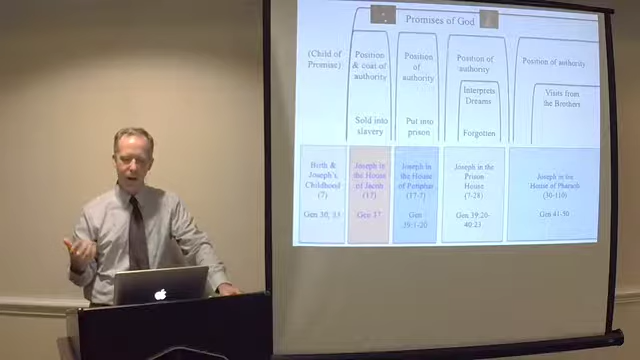 Promises of God
(Child of
Promise)
Position
& coat of
authority
Sold into
slavery
Position
of
authority
Put into
prison
Position of
authority
Interprets
Dreams
Forgotten
Position of authority
Visits from
the Brothers
Birth &
Joseph's
Childhood
(?)
Gen 30, 35
Joseph in
the House
of Jacob
(17)
Gen 37
Joseph in
the House
of Potiphar
(17-?)
Gen
39:1-20
Joseph in the
Prison
House
(?-28)
Gen 39:20-
40:23
Joseph in the
House of Pharaoh
(30-110)
Gen 41-50